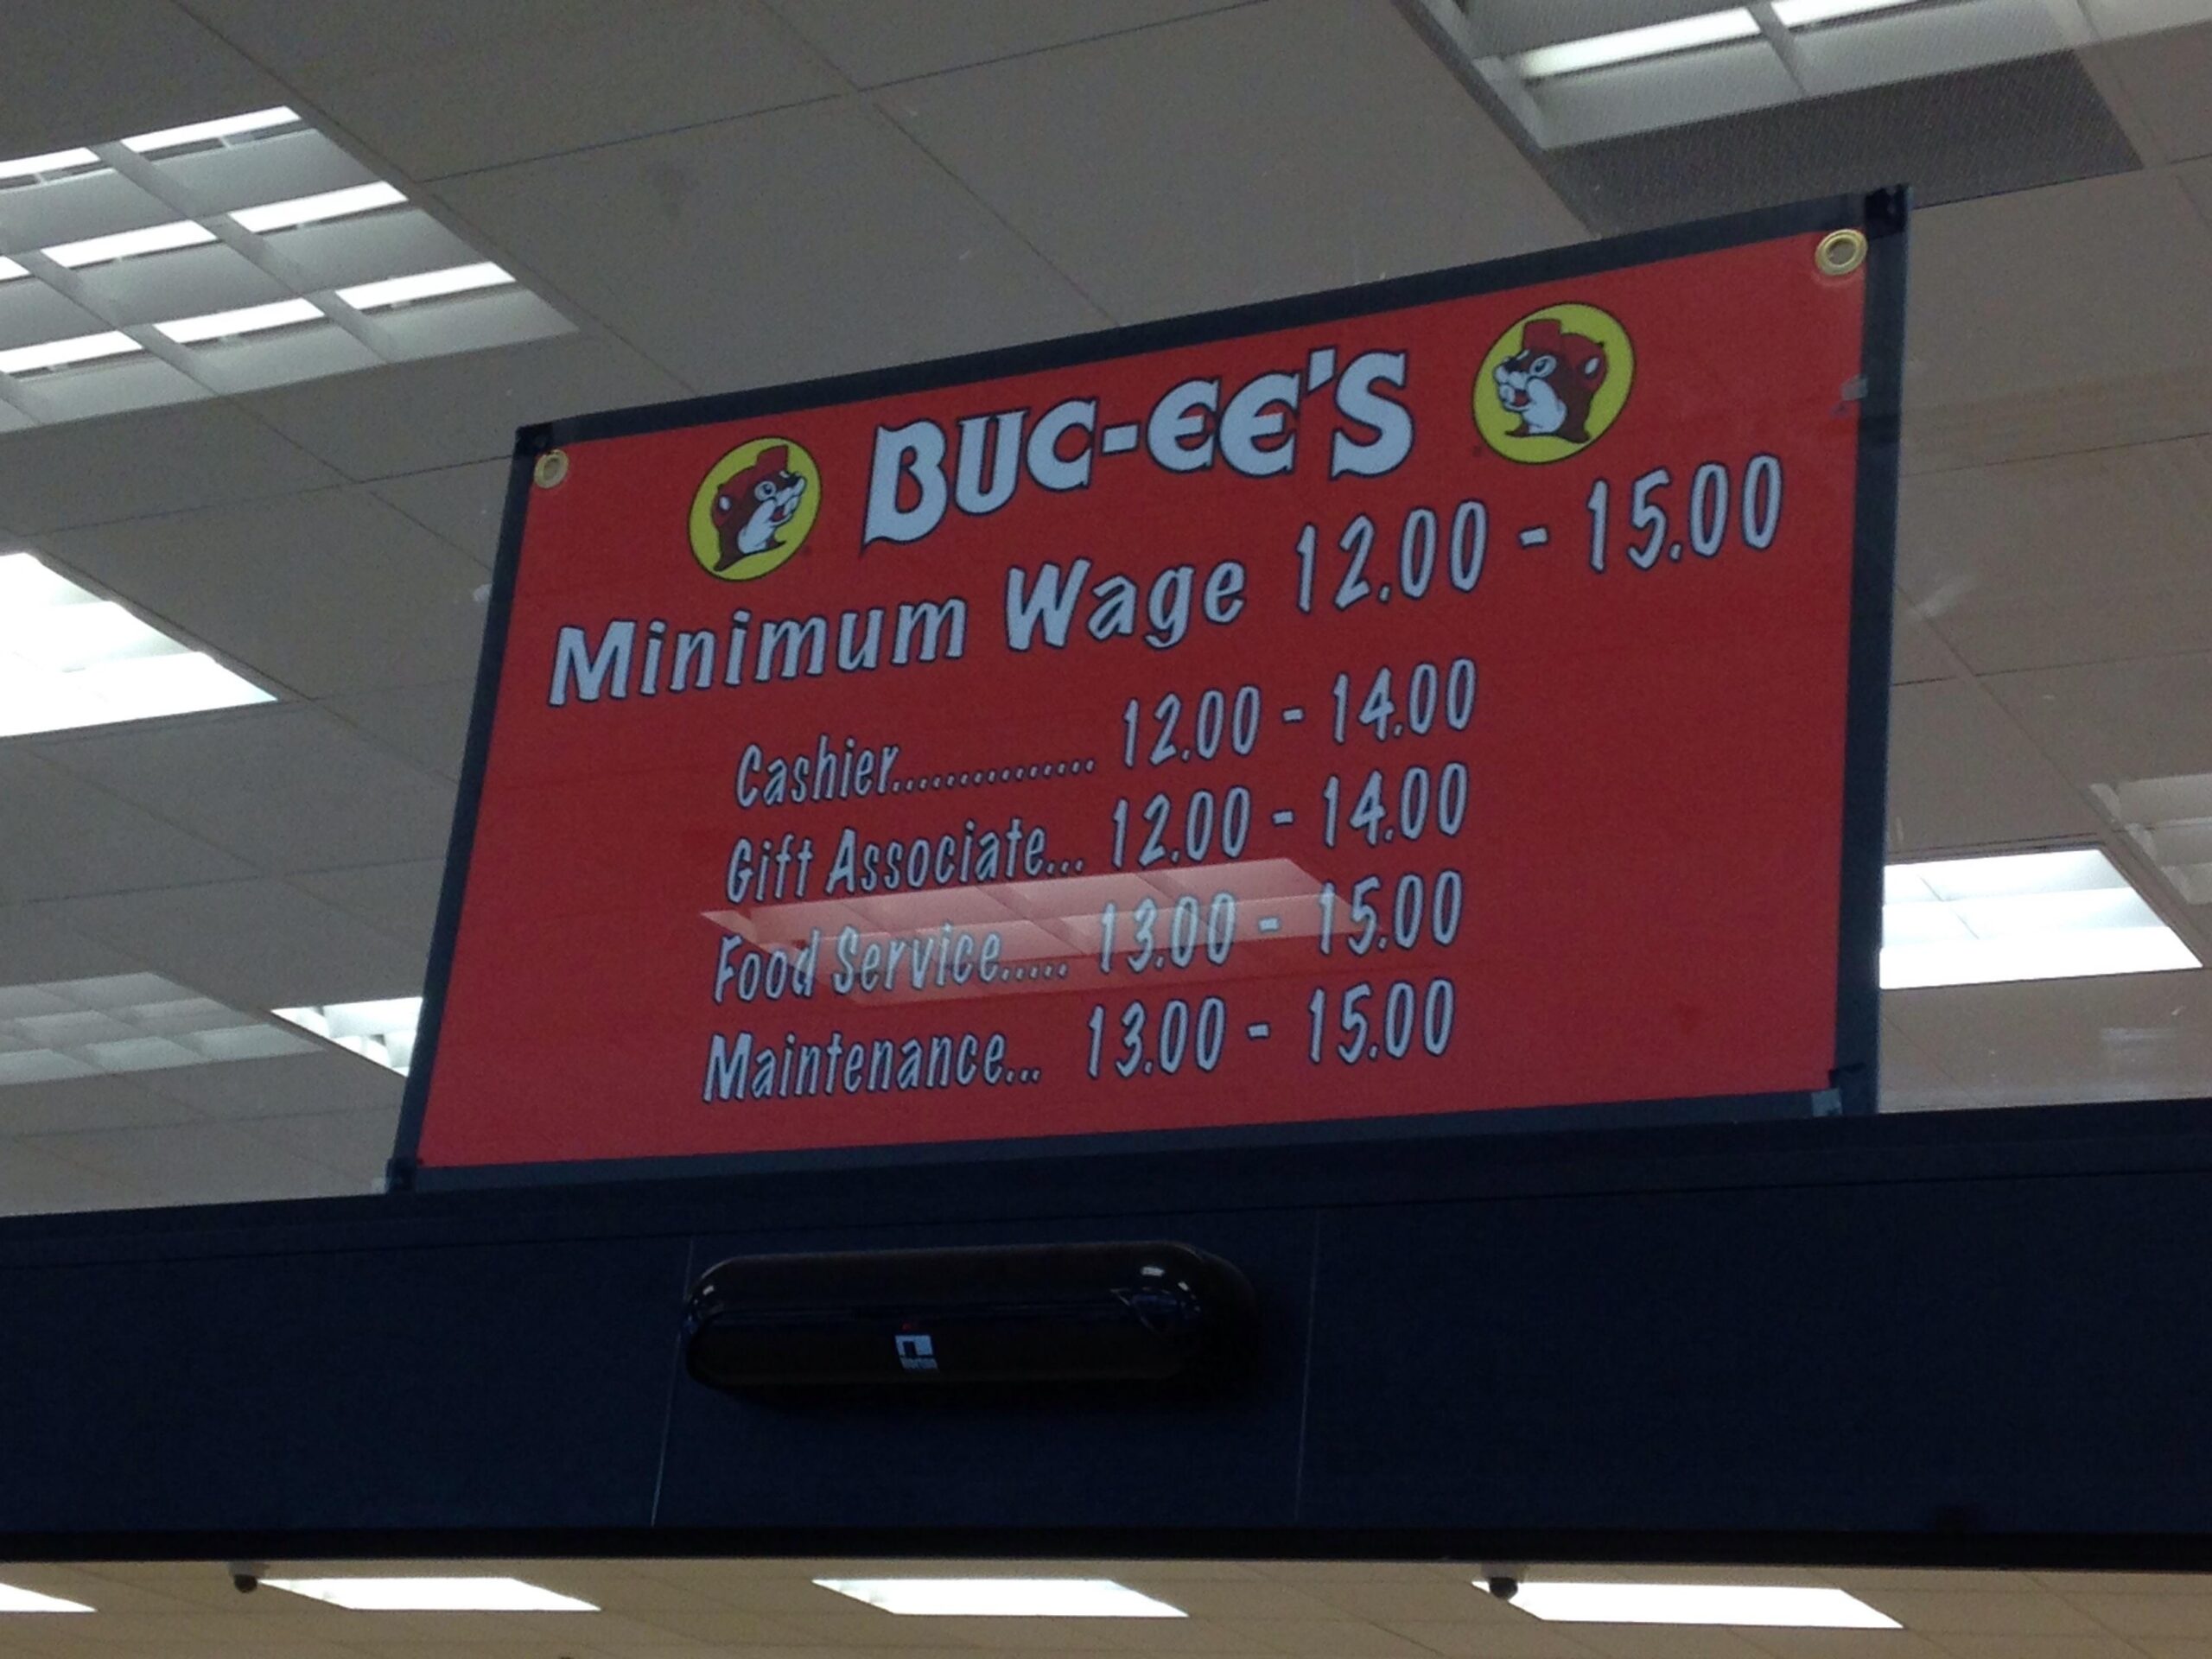 BUC-EE'S
Minimum Wage 12.00 - 15.00
Cashier............... 12.00 - 14.00
Gift Associate... 12.00 - 14.00
Food Service..... 13.00 - 15.00
Maintenance... 13.00 - 15.00